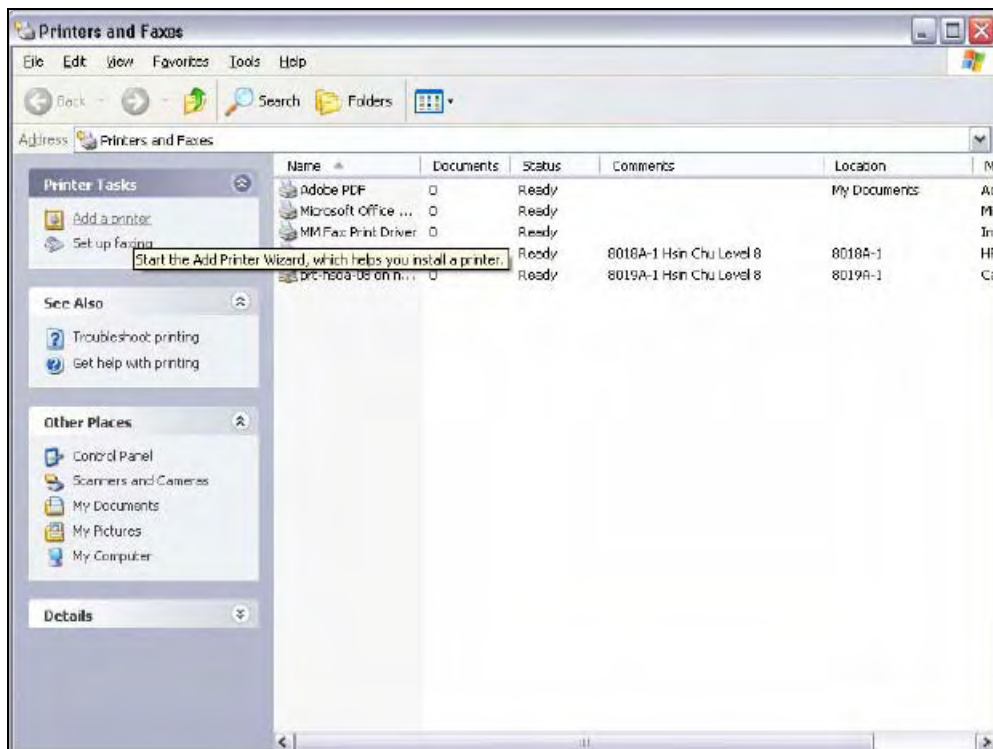 Printers and Faxes
File Edit View Favorites Tools Help
Back Search Folders
Address Printers and Faxes
Name Documents Status Comments Location
Printer Tasks
Add a printer
Set up faxing
Start the Add Printer Wizard, which helps you install a printer.
See Also
Troubleshoot printing
Get help with printing
Other Places
Control Panel
Scanners and Cameras
My Documents
My Pictures
My Computer
Details
Adobe PDF 0 Ready My Documents
Microsoft Office ... 0 Ready
MM Fax Print Driver 0 Ready
Ready 8018A-1 Hsin Chu Level 8 8018A-1
0 Ready 8019A-1 Hsin Chu Level 8 8019A-1